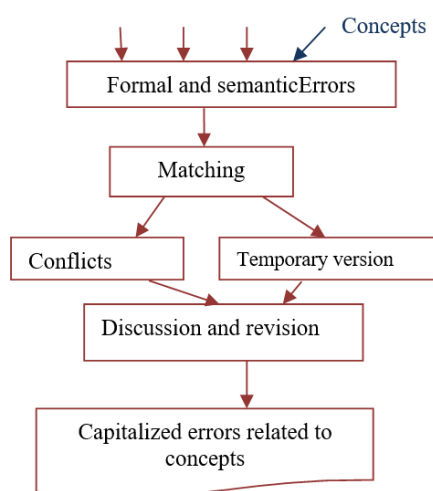 Concepts
Formal and semanticErrors
Matching
Conflicts
Temporary version
Discussion and revision
Capitalized errors related to
concepts